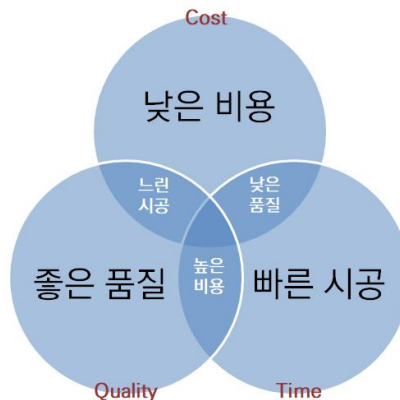 Cost
낮은 비용
느린
시공
낮은
품질
좋은 품질
높은
비용
빠른 시공
Quality
Time